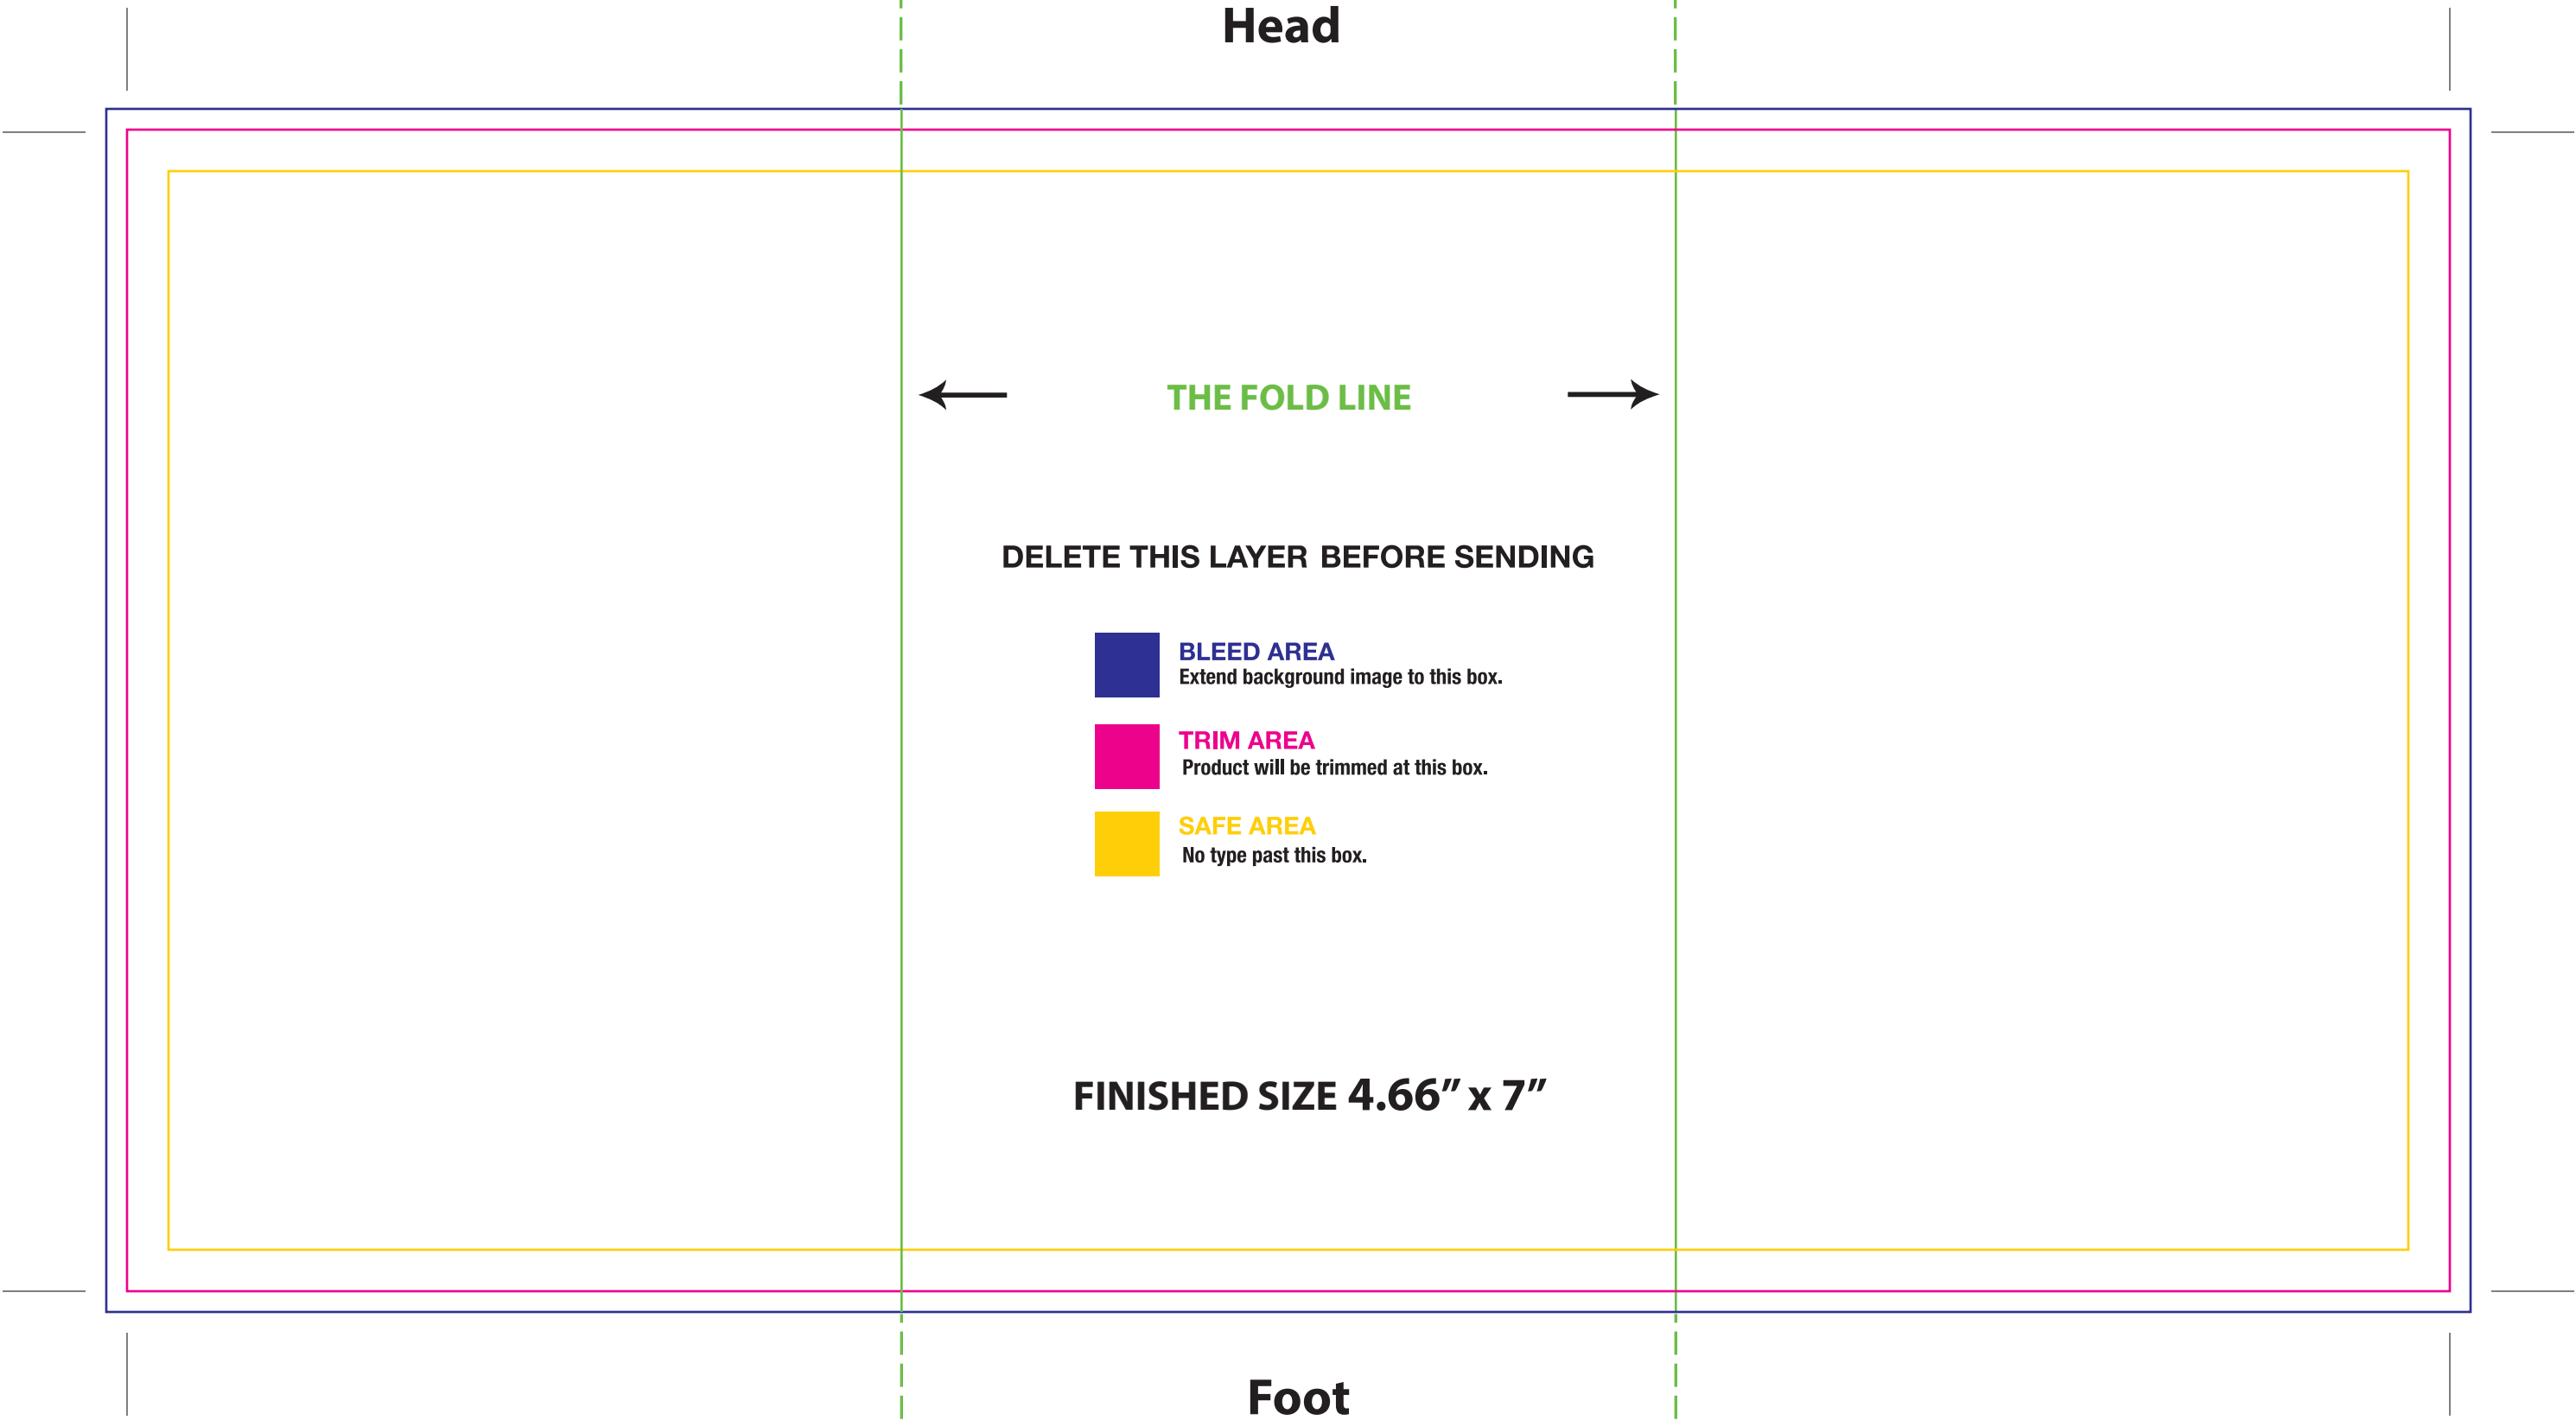 Head
THE FOLD LINE
DELETE THIS LAYER BEFORE SENDING
BLEED AREA
Extend background image to this box.
TRIM AREA
Product will be trimmed at this box.
SAFE AREA
No type past this box.
FINISHED SIZE 4.66” x 7”
Foot